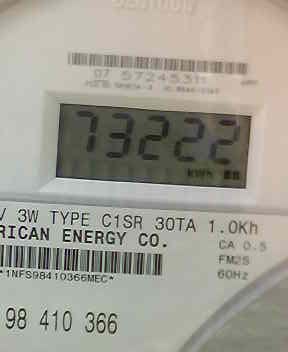 07 57245311
73222
kWh
V 3W TYPE C1SR 30TA 1.0Kh
RICAN ENERGY CO.
CA 0.5
FM2S
*1NFS98410366MEC*
60Hz
98 410 366